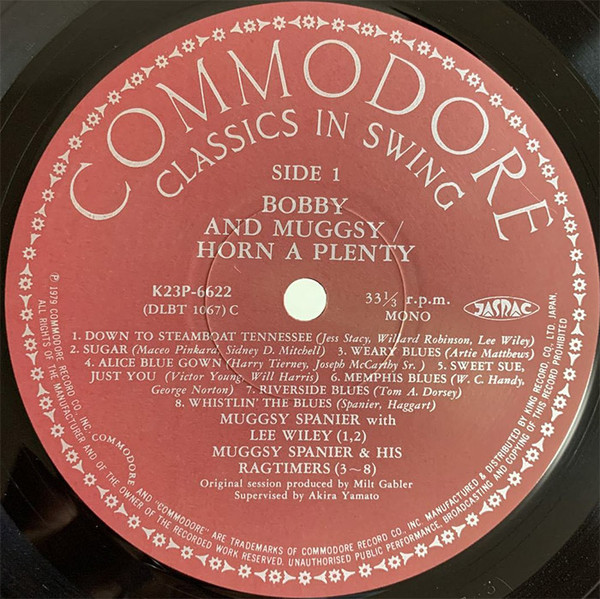 COMMODORE
CLASSICS IN SWING
SIDE 1
BOBBY
AND MUGGSY /
HORN A PLENTY
K23P-6622
(DLBT 1067) C
33 1/3 r.p.m.
MONO
JASRAC
1. DOWN TO STEAMBOAT TENNESSEE (Jess Stacy, Willard Robinson, Lee Wiley)
2. SUGAR (Maceo Pinkara, Sidney D. Mitchell) 3. WEARY BLUES (Artie Matthews)
4. ALICE BLUE GOWN (Harry Tierney, Joseph McCarthy Sr.) 5. SWEET SUE,
JUST YOU (Victor Young, Will Harris) 6. MEMPHIS BLUES (W. C. Handy,
George Norton) 7. RIVERSIDE BLUES (Tom A. Dorsey)
8. WHISTLIN' THE BLUES (Spanier, Haggart)
MUGGSY SPANIER with
LEE WILEY (1,2)
MUGGSY SPANIER & HIS
RAGTIMERS (3~8)
Original session produced by Milt Gabler
Supervised by Akira Yamato
℗ 1979 COMMODORE RECORD CO., INC. COMMODORE AND "COMMODORE" ARE TRADEMARKS OF COMMODORE RECORD CO., INC. MANUFACTURED & DISTRIBUTED BY KING RECORD CO. LTD. JAPAN.
ALL RIGHTS OF THE MANUFACTURER AND OF THE OWNER OF THE RECORDED WORK RESERVED. UNAUTHORISED PUBLIC PERFORMANCE, BROADCASTING AND COPYING OF THIS RECORD PROHIBITED